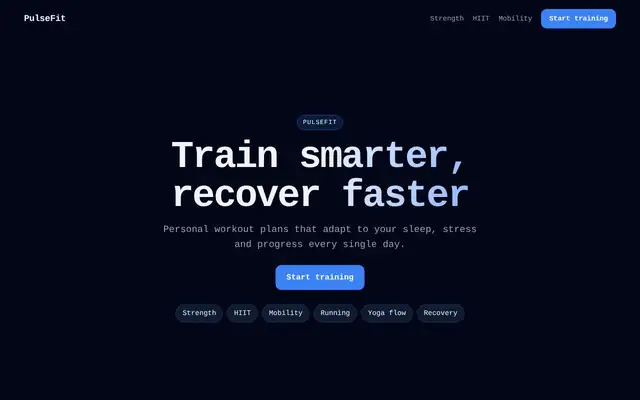 PulseFit
Strength HIIT Mobility Start training
PULSEFIT
Train smarter,
recover faster
Personal workout plans that adapt to your sleep, stress
and progress every single day.
Start training
Strength HIIT Mobility Running Yoga flow Recovery